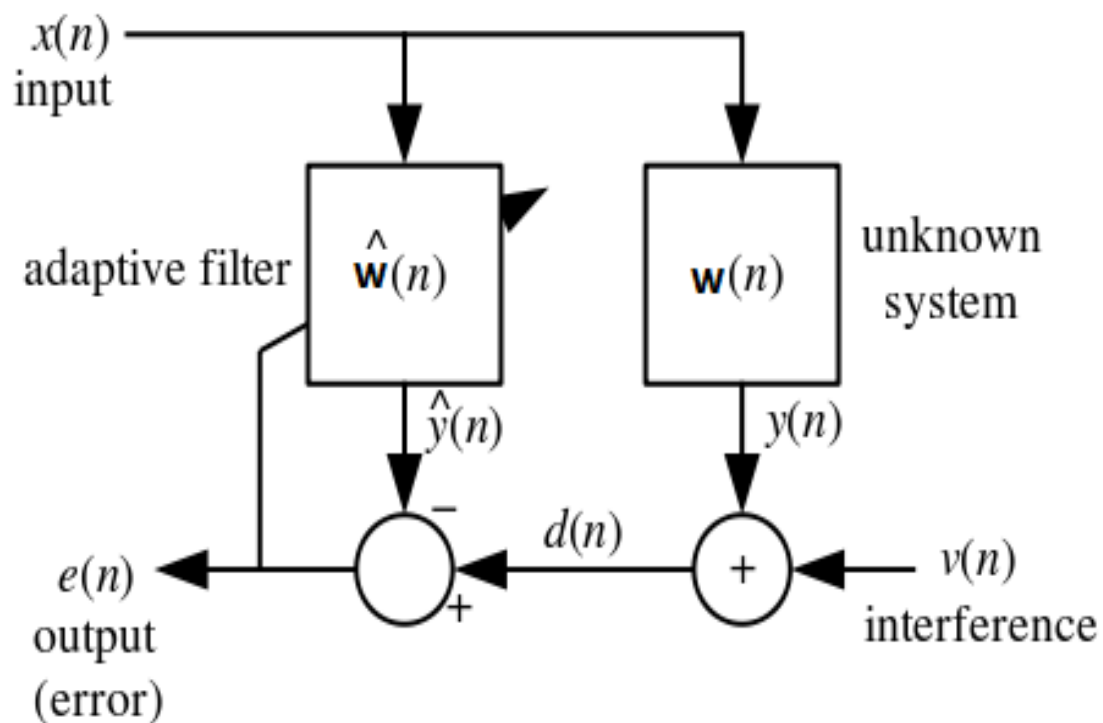 x(n)
input
adaptive filter
ŵ(n)
w(n)
unknown
system
ŷ(n)
y(n)
−
+
d(n)
+
v(n)
interference
e(n)
output
(error)